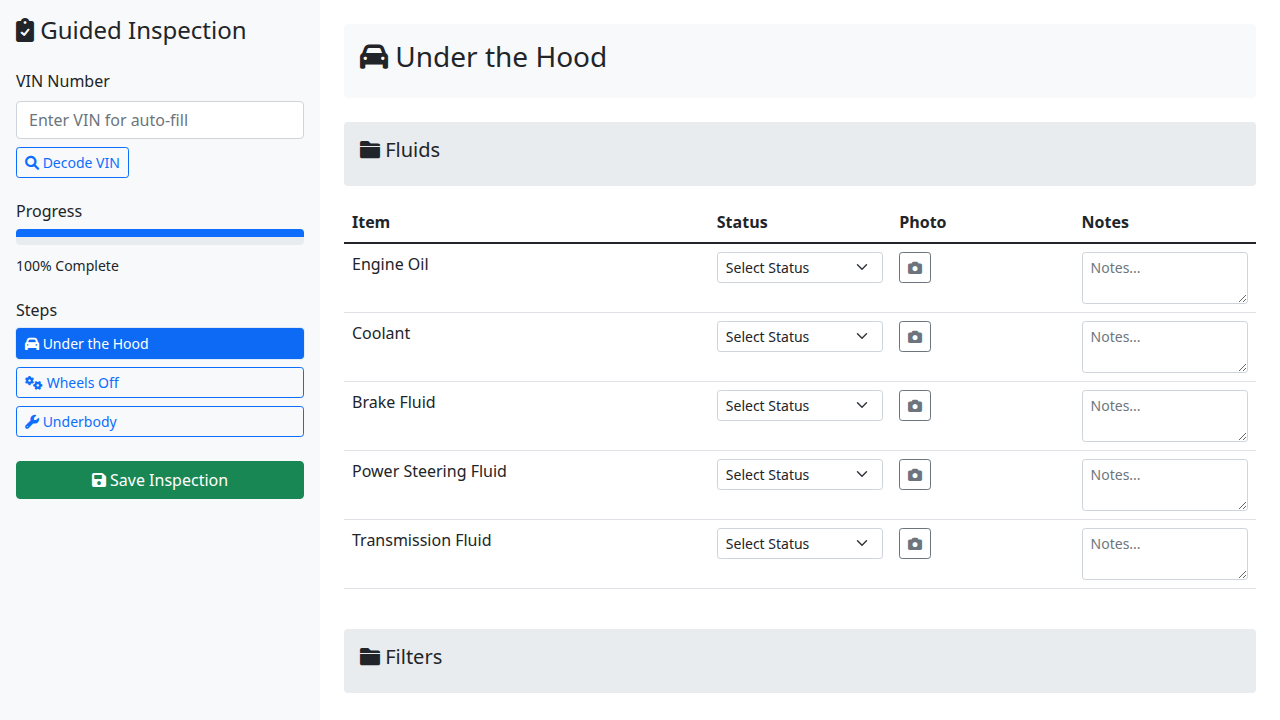 Guided Inspection
VIN Number
Enter VIN for auto-fill
Decode VIN
Progress
100% Complete
Steps
Under the Hood
Wheels Off
Underbody
Save Inspection
Under the Hood
Fluids
Item Status Photo Notes
Engine Oil Select Status Notes...
Coolant Select Status Notes...
Brake Fluid Select Status Notes...
Power Steering Fluid Select Status Notes...
Transmission Fluid Select Status Notes...
Filters